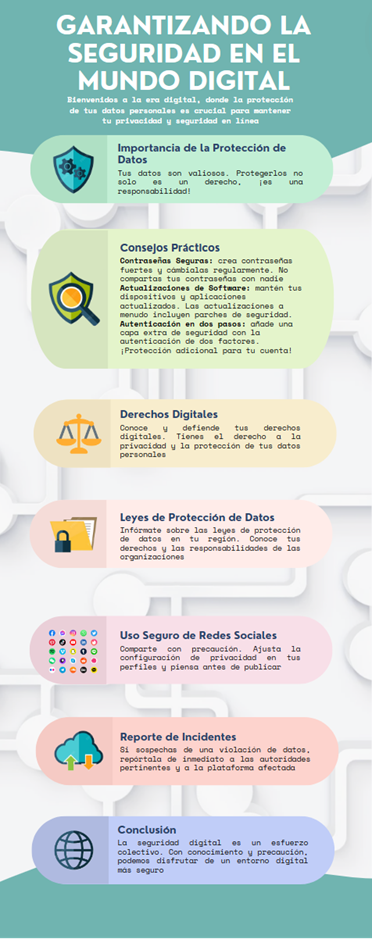 GARANTIZANDO LA
SEGURIDAD EN EL
MUNDO DIGITAL
Bienvenidos a la era digital, donde la protección
de tus datos personales es crucial para mantener
tu privacidad y seguridad en línea
Importancia de la Protección de
Datos
Tus datos son valiosos. Protegerlos no
solo es un derecho, ¡es una
responsabilidad!
Consejos Prácticos
Contraseñas Seguras: crea contraseñas
fuertes y cámbialas regularmente. No
compartas tus contraseñas con nadie
Actualizaciones de Software: mantén tus
dispositivos y aplicaciones
actualizados. Las actualizaciones a
menudo incluyen parches de seguridad.
Autenticación en dos pasos: añade una
capa extra de seguridad con la
autenticación de dos factores.
¡Protección adicional para tu cuenta!
Derechos Digitales
Conoce y defiende tus derechos
digitales. Tienes el derecho a la
privacidad y la protección de tus datos
personales
Leyes de Protección de Datos
Infórmate sobre las leyes de protección
de datos en tu región. Conoce tus
derechos y las responsabilidades de las
organizaciones
Uso Seguro de Redes Sociales
Comparte con precaución. Ajusta la
configuración de privacidad en tus
perfiles y piensa antes de publicar
Reporte de Incidentes
Si sospechas de una violación de datos,
repórtala de inmediato a las autoridades
pertinentes y a la plataforma afectada
Conclusión
La seguridad digital es un esfuerzo
colectivo. Con conocimiento y precaución,
podemos disfrutar de un entorno digital
más seguro